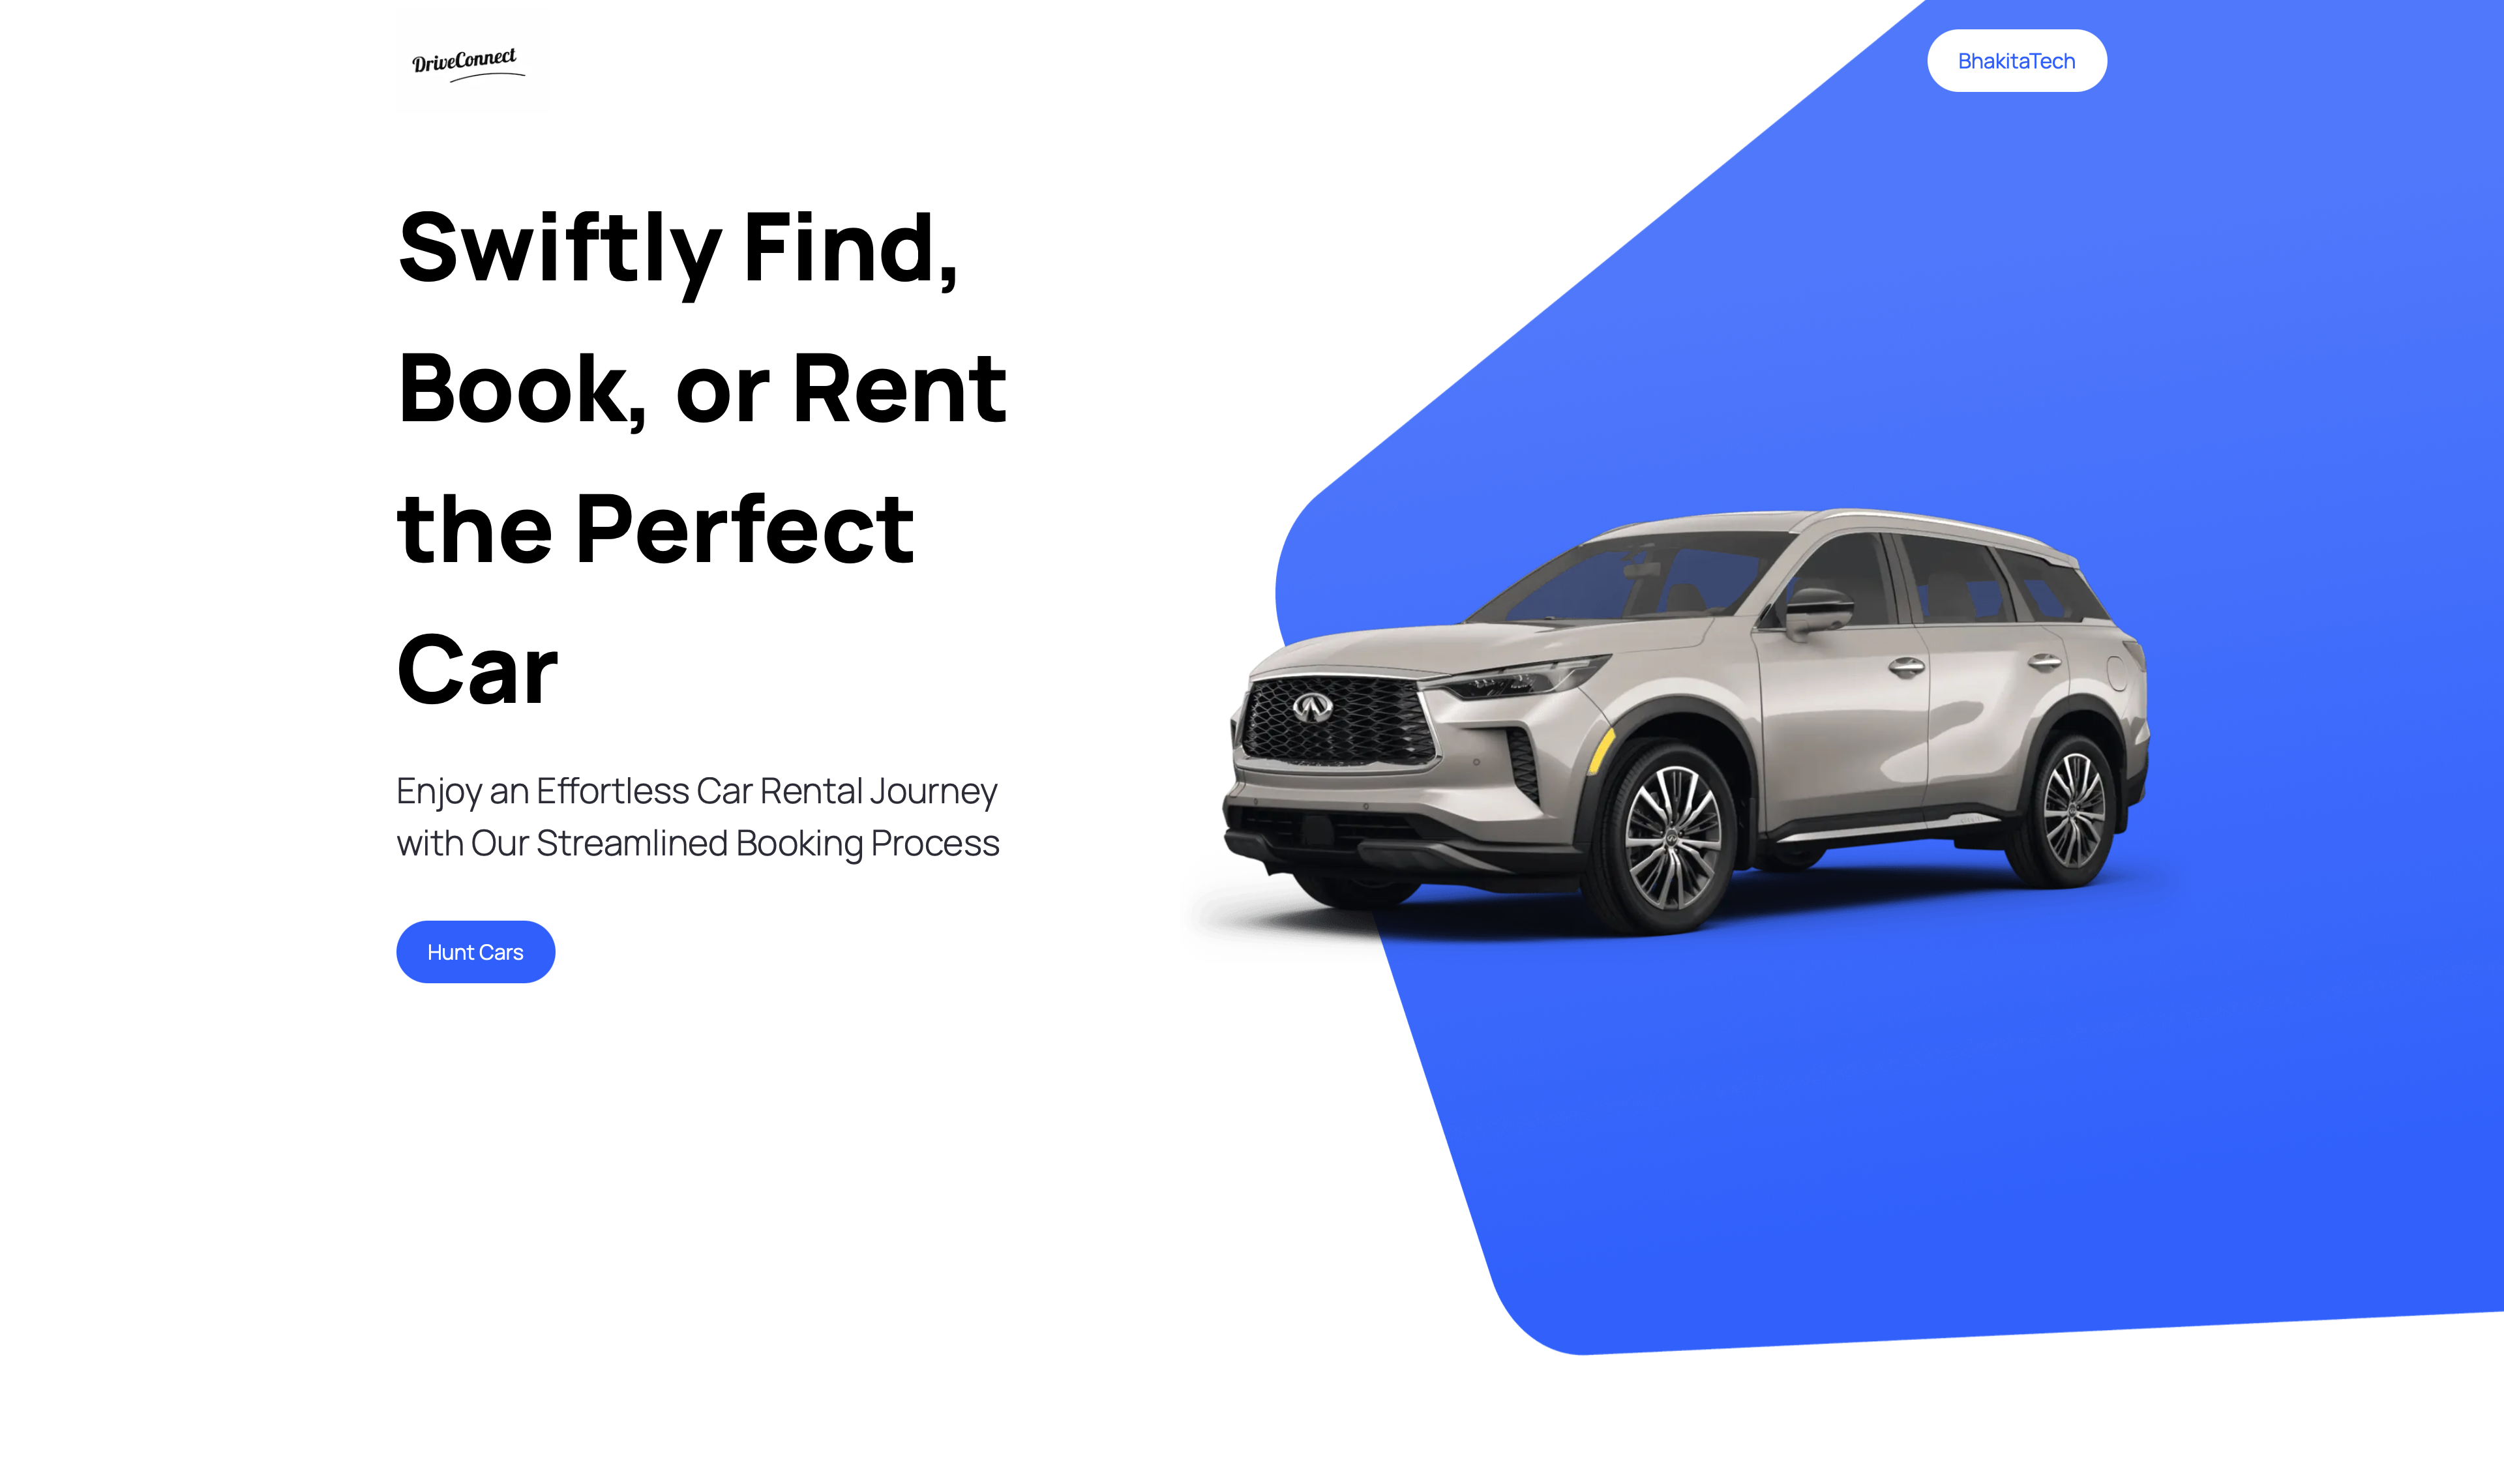 DriveConnect
BhakitaTech
Swiftly Find,
Book, or Rent
the Perfect
Car
Enjoy an Effortless Car Rental Journey
with Our Streamlined Booking Process
Hunt Cars